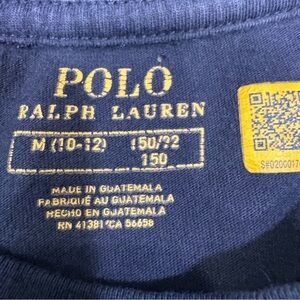 POLO
RALPH LAUREN
M (10-12) 150/72
150
MADE IN GUATEMALA
FABRIQUÉ AU GUATEMALA
HECHO EN GUATEMALA
RN 41381 CA 56658